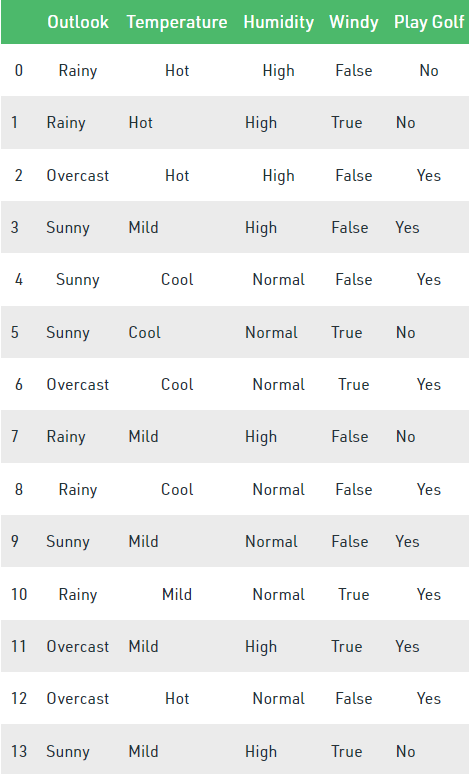 Outlook Temperature Humidity Windy Play Golf
0 Rainy Hot High False No
1 Rainy Hot High True No
2 Overcast Hot High False Yes
3 Sunny Mild High False Yes
4 Sunny Cool Normal False Yes
5 Sunny Cool Normal True No
6 Overcast Cool Normal True Yes
7 Rainy Mild High False No
8 Rainy Cool Normal False Yes
9 Sunny Mild Normal False Yes
10 Rainy Mild Normal True Yes
11 Overcast Mild High True Yes
12 Overcast Hot Normal False Yes
13 Sunny Mild High True No